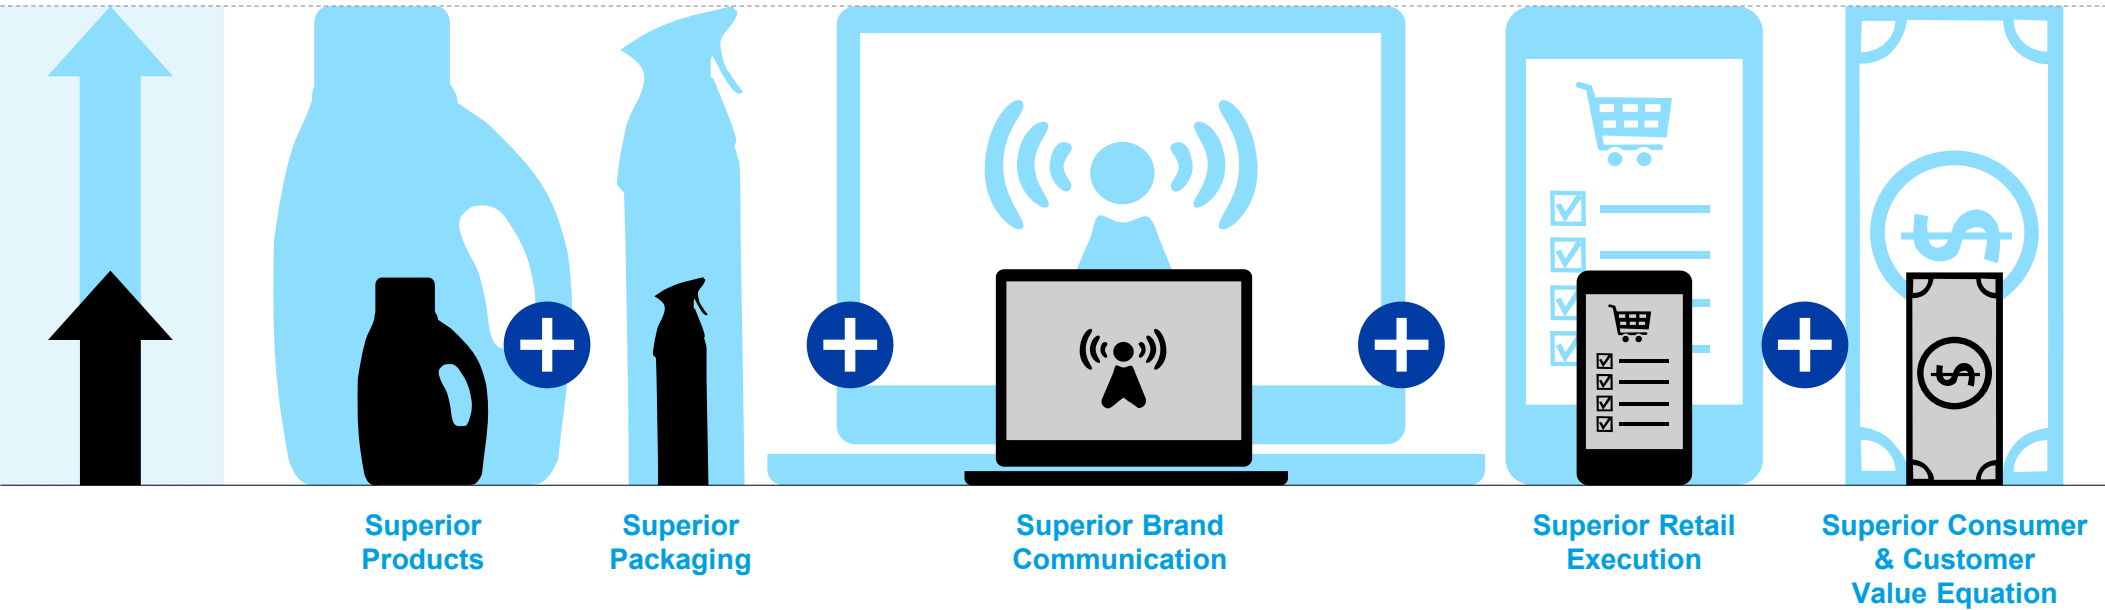 Superior
Products
Superior
Packaging
Superior Brand
Communication
Superior Retail
Execution
Superior Consumer
& Customer
Value Equation